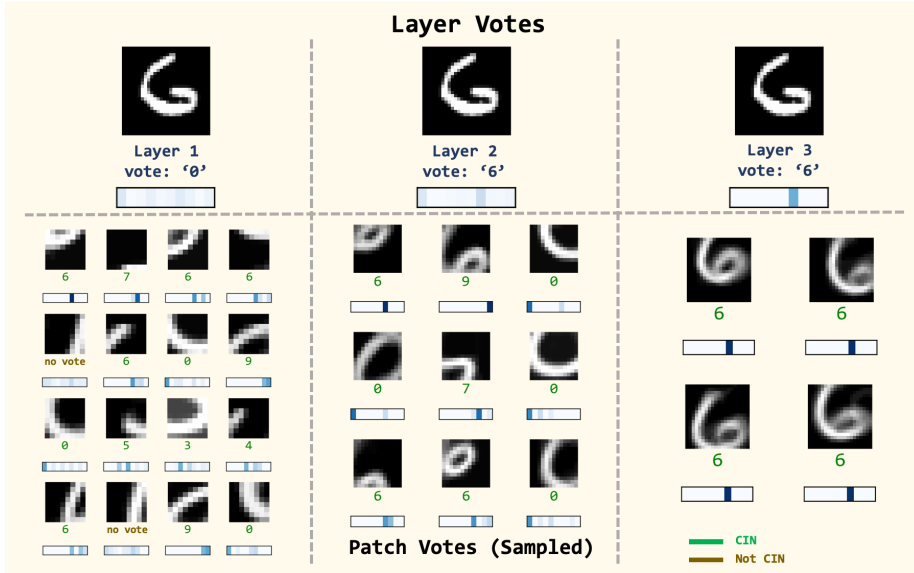 Layer Votes
Layer 1
vote: ‘0’
Layer 2
vote: ‘6’
Layer 3
vote: ‘6’
6 7 6 6
no vote 6 0 9
0 5 3 4
6 no vote 9 0
6 9 0
0 7 0
6 6 0
6 6
6 6
Patch Votes (Sampled)
CIN
Not CIN